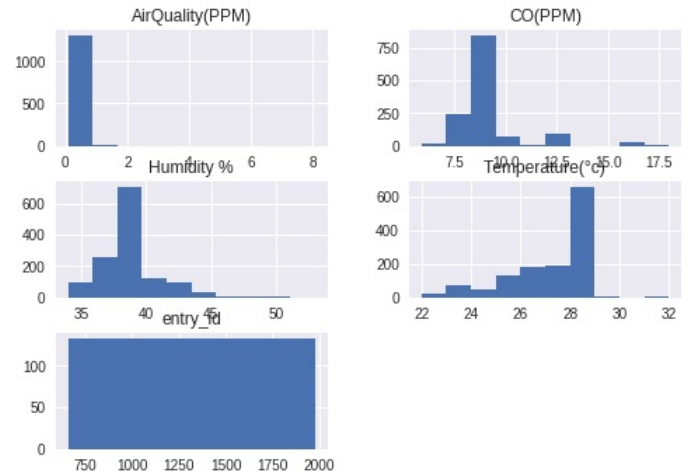 AirQuality(PPM)
1000
500
0
0 2 4 6 8
CO(PPM)
750
500
250
0
7.5 10.0 12.5 15.0 17.5
Humidity %
600
400
200
0
35 40 45 50
Temperature(°c)
600
400
200
0
22 24 26 28 30 32
entry_id
100
50
0
750 1000 1250 1500 1750 2000